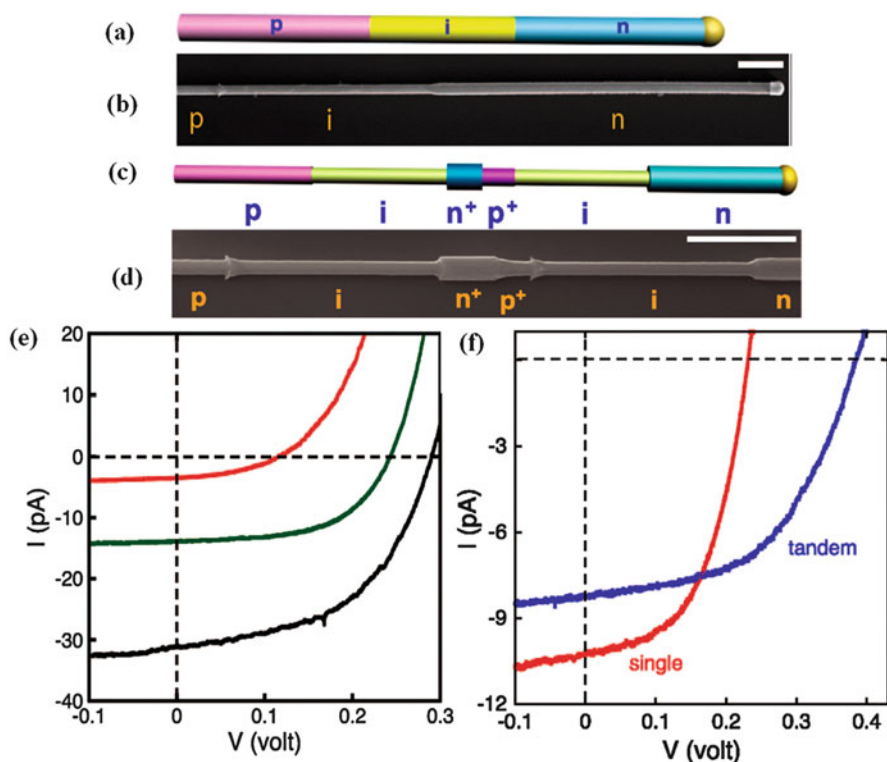 (a) p i n
(b) p i n
(c)
p i n+ p+ i n
(d)
p i n+ p+ i n
(e)
20
10
0
-10
-20
-30
-40
I (pA)
-0.1 0 0.1 0.2 0.3
V (volt)
(f)
-3
-6
-9
-12
I (pA)
tandem
single
-0.1 0 0.1 0.2 0.3 0.4
V (volt)